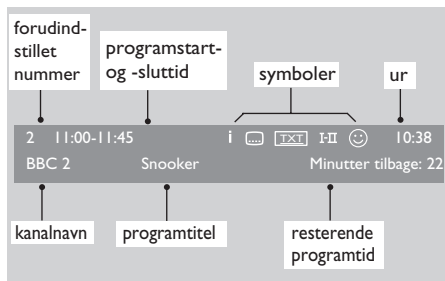 forudind-
stillet
nummer
programstart-
og -sluttid
symboler
ur
2 11:00-11:45 i .... TXT I-II 10:38
BBC 2 Snooker Minutter tilbage: 22
kanalnavn
programtitel
resterende
programtid